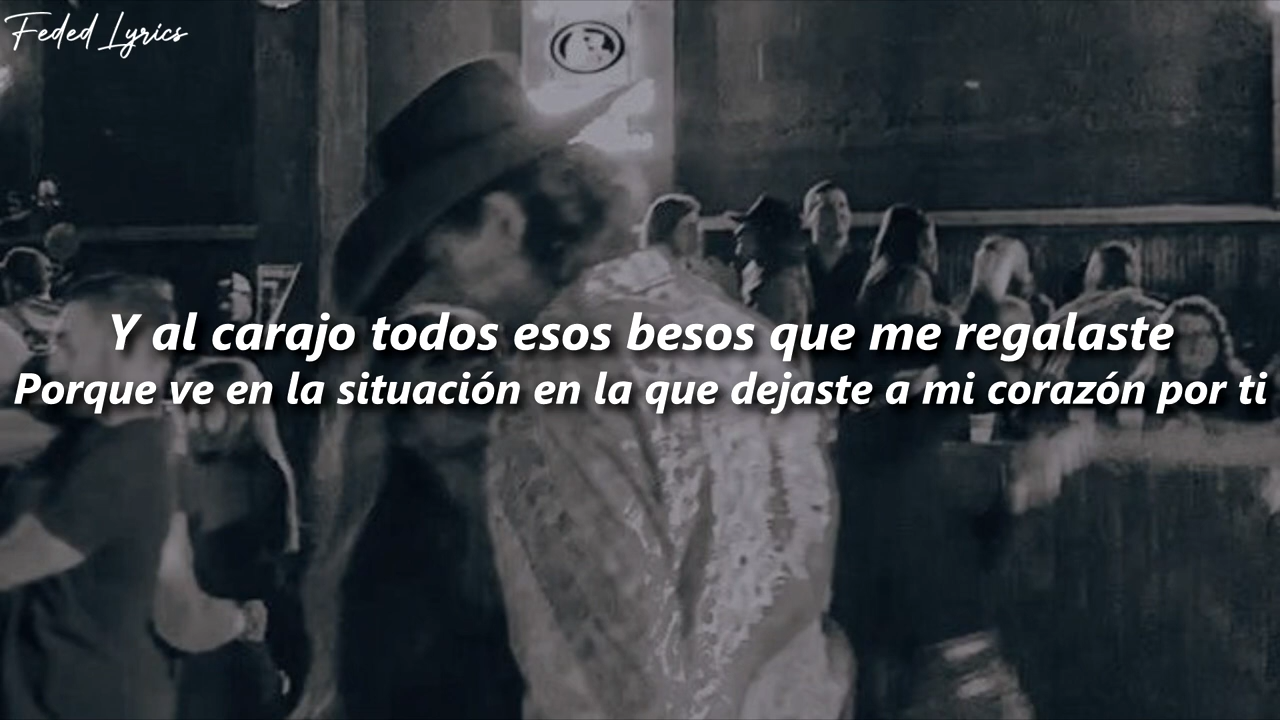 Feded Lyrics
Y al carajo todos esos besos que me regalaste
Porque ve en la situación en la que dejaste a mi corazón por ti